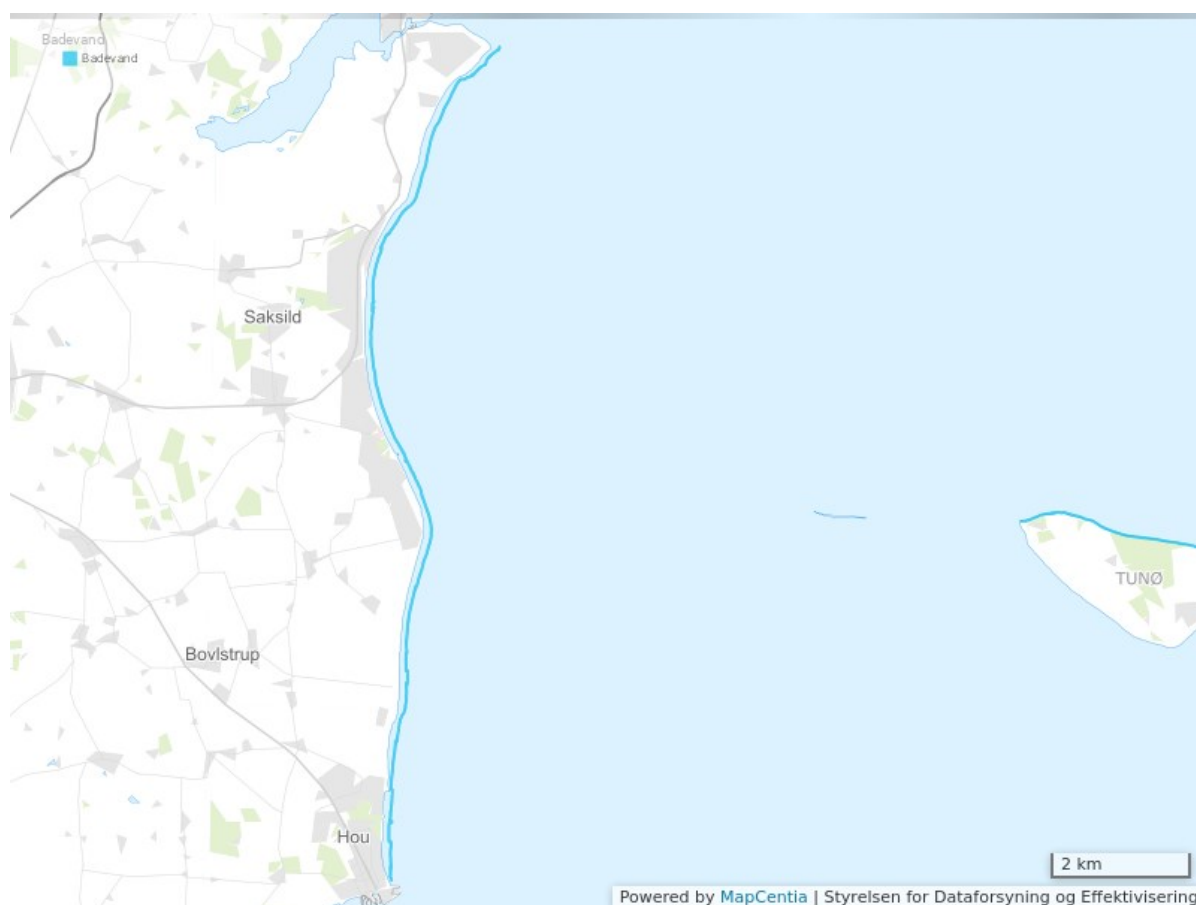 Badevand
Badevand
Saksild
TUNØ
Bovlstrup
Hou
2 km
Powered by MapCentia | Styrelsen for Dataforsyning og Effektivisering